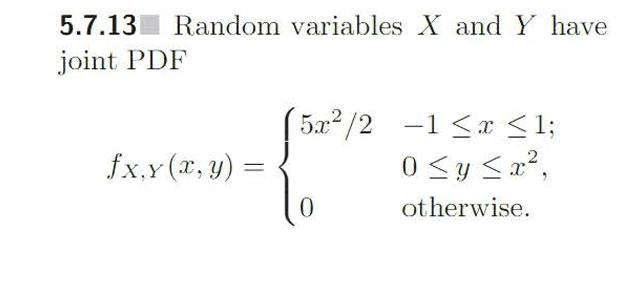 5.7.13 Random variables X and Y have
joint PDF
f_{X,Y}(x, y) = { 5x²/2 −1 ≤ x ≤ 1;
0 ≤ y ≤ x²,
0 otherwise.